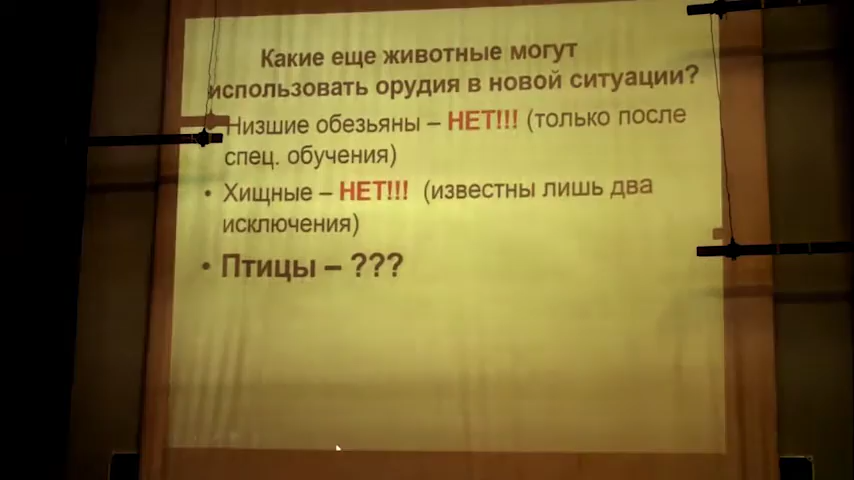 Какие еще животные могут
использовать орудия в новой ситуации?
• Низшие обезьяны – НЕТ!!! (только после
спец. обучения)
• Хищные – НЕТ!!! (известны лишь два
исключения)
• Птицы – ???